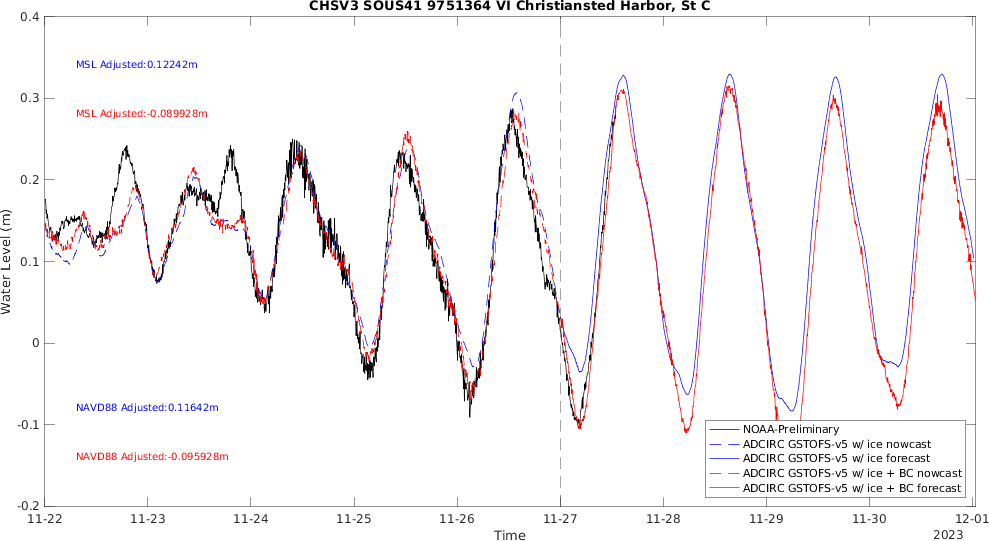 CHSV3 SOUS41 9751364 VI Christiansted Harbor, St C
0.4
MSL Adjusted:0.12242m
0.3
MSL Adjusted:-0.089928m
0.2
Water Level (m)
0.1
0
NAVD88 Adjusted:0.11642m
-0.1
NOAA-Preliminary
ADCIRC GSTOFS-v5 w/ ice nowcast
NAVD88 Adjusted:-0.095928m
ADCIRC GSTOFS-v5 w/ ice forecast
ADCIRC GSTOFS-v5 w/ ice + BC nowcast
ADCIRC GSTOFS-v5 w/ ice + BC forecast
-0.2
11-22 11-23 11-24 11-25 11-26 11-27 11-28 11-29 11-30 12-01
Time
2023